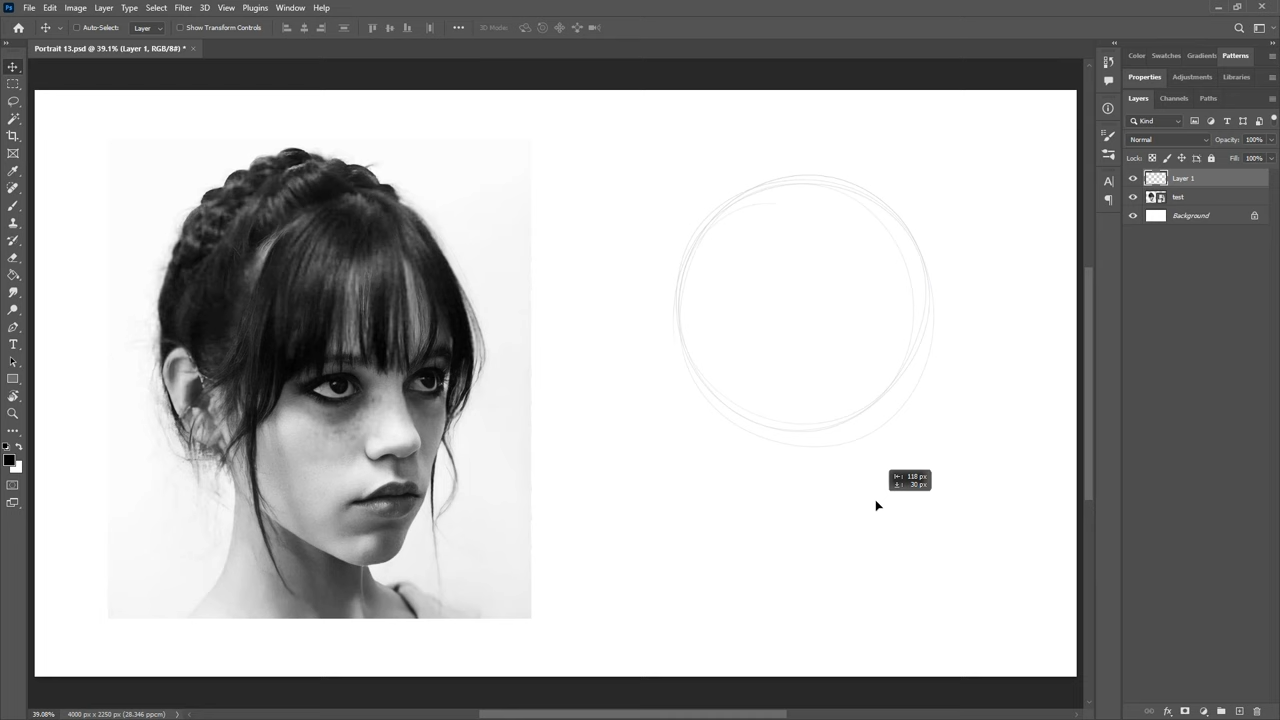 Ps File Edit Image Layer Type Select Filter 3D View Plugins Window Help
Auto-Select: Layer Show Transform Controls 3D Mode:
Portrait 13.psd @ 39.1% (Layer 1, RGB/8#) * ×
Color Swatches Gradients Patterns
Properties Adjustments Libraries
Layers Channels Paths
Kind
Normal Opacity: 100%
Lock: Fill: 100%
Layer 1
test
Background
118 px
30 px
39.08% 4000 px x 2250 px (28.346 ppcm)